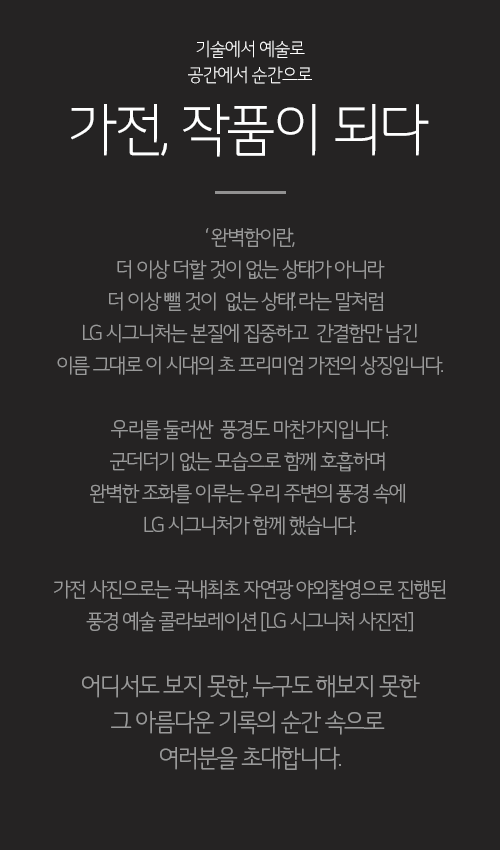 기술에서 예술로
공간에서 순간으로
가전, 작품이 되다
‘완벽함이란,
더 이상 더할 것이 없는 상태가 아니라
더 이상 뺄 것이 없는 상태’라는 말처럼
LG 시그니처는 본질에 집중하고 간결함만 남긴
이름 그대로 이 시대의 초 프리미엄 가전의 상징입니다.
우리를 둘러싼 풍경도 마찬가지입니다.
군더더기 없는 모습으로 함께 호흡하며
완벽한 조화를 이루는 우리 주변의 풍경 속에
LG 시그니처가 함께 했습니다.
가전 사진으로는 국내최초 자연광 야외촬영으로 진행된
풍경 예술 콜라보레이션 [LG 시그니처 사진전]
어디서도 보지 못한, 누구도 해보지 못한
그 아름다운 기록의 순간 속으로
여러분을 초대합니다.